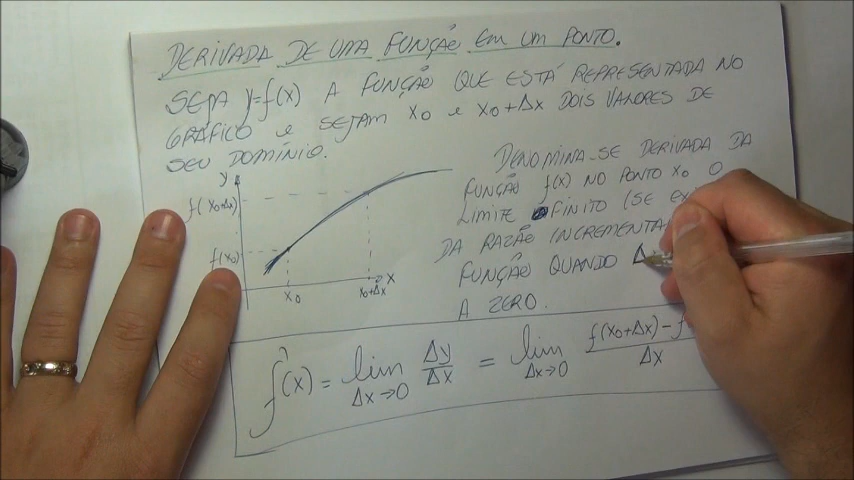 DERIVADA DE UMA FUNÇÃO EM UM PONTO.
SEJA y=f(x) A FUNÇÃO QUE ESTÁ REPRESENTADA NO
GRÁFICO e SEJAM x0 e x0+Δx DOIS VALORES DE
SEU DOMÍNIO.
DENOMINA-SE DERIVADA DA
FUNÇÃO f(x) NO PONTO x0 O
LIMITE FINITO (SE
DA RAZÃO
FUNÇÃO QUANDO Δ
A ZERO.
y
f(x0+Δx)
f(x0)
x
x0
x0+Δx
f'(x) = lim Δx→0 Δy/Δx = lim Δx→0 f(x0+Δx)-f / Δx